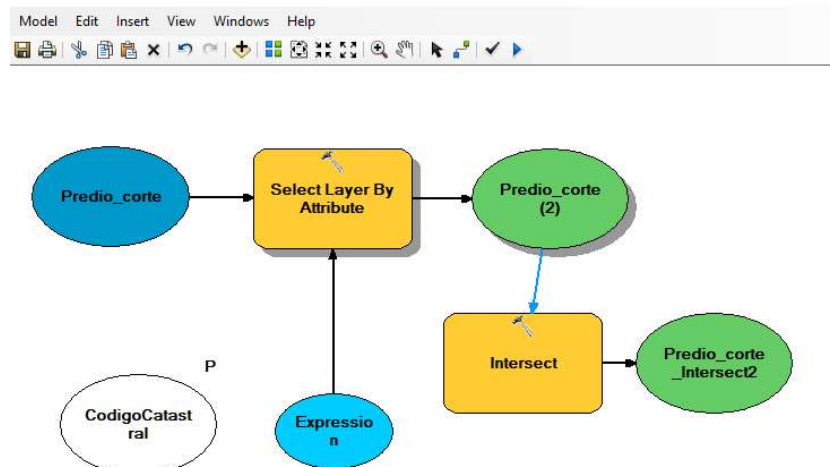 Model Edit Insert View Windows Help
Predio_corte
Select Layer By
Attribute
Predio_corte
(2)
Intersect
Predio_corte
_Intersect2
P
CodigoCatast
ral
Expressio
n